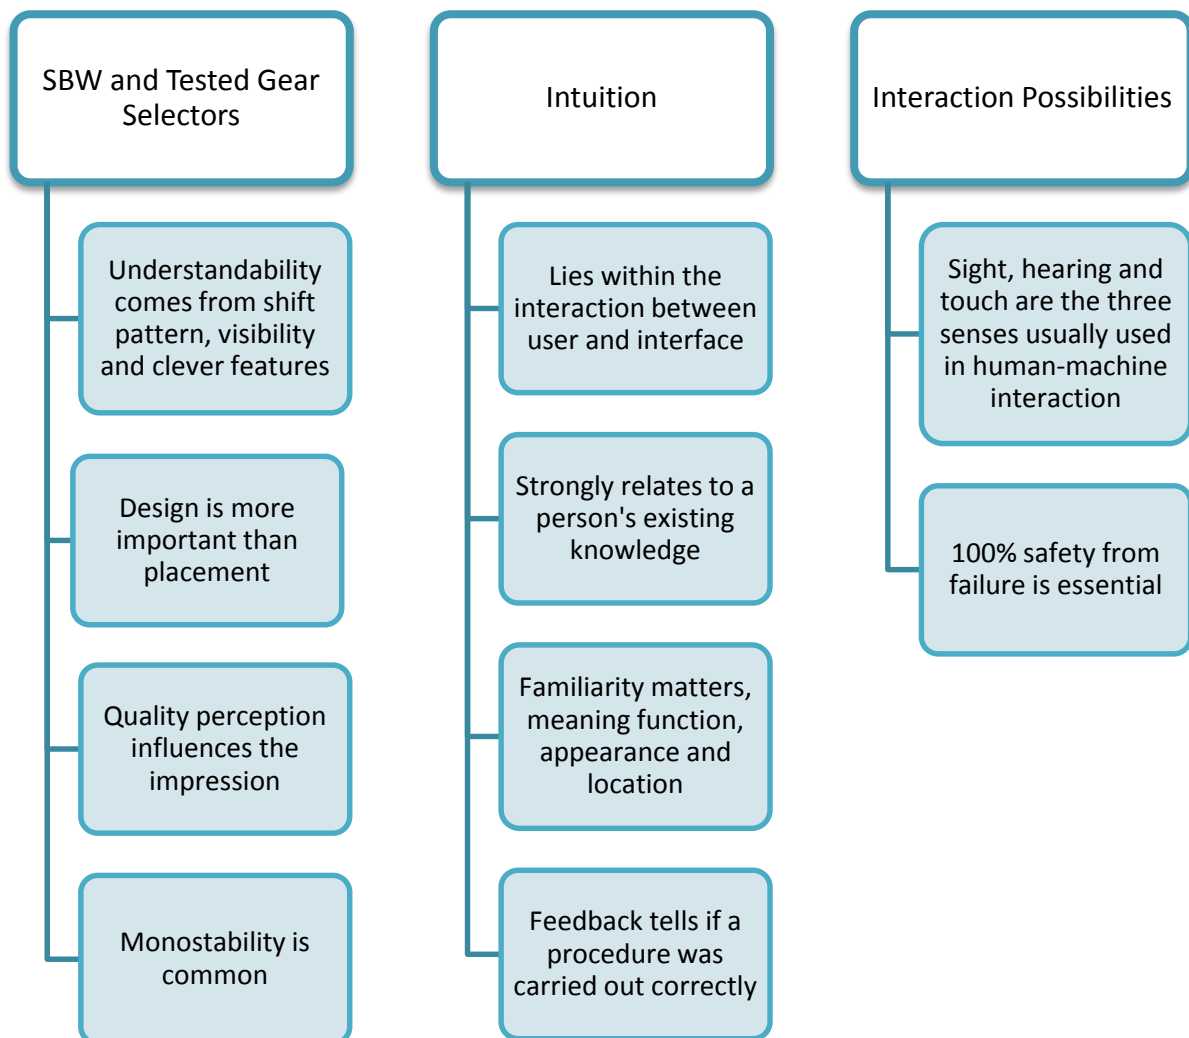 SBW and Tested Gear
Selectors
Understandability
comes from shift
pattern, visibility
and clever features
Design is more
important than
placement
Quality perception
influences the
impression
Monostability is
common
Intuition
Lies within the
interaction between
user and interface
Strongly relates to a
person's existing
knowledge
Familiarity matters,
meaning function,
appearance and
location
Feedback tells if a
procedure was
carried out correctly
Interaction Possibilities
Sight, hearing and
touch are the three
senses usually used
in human-machine
interaction
100% safety from
failure is essential